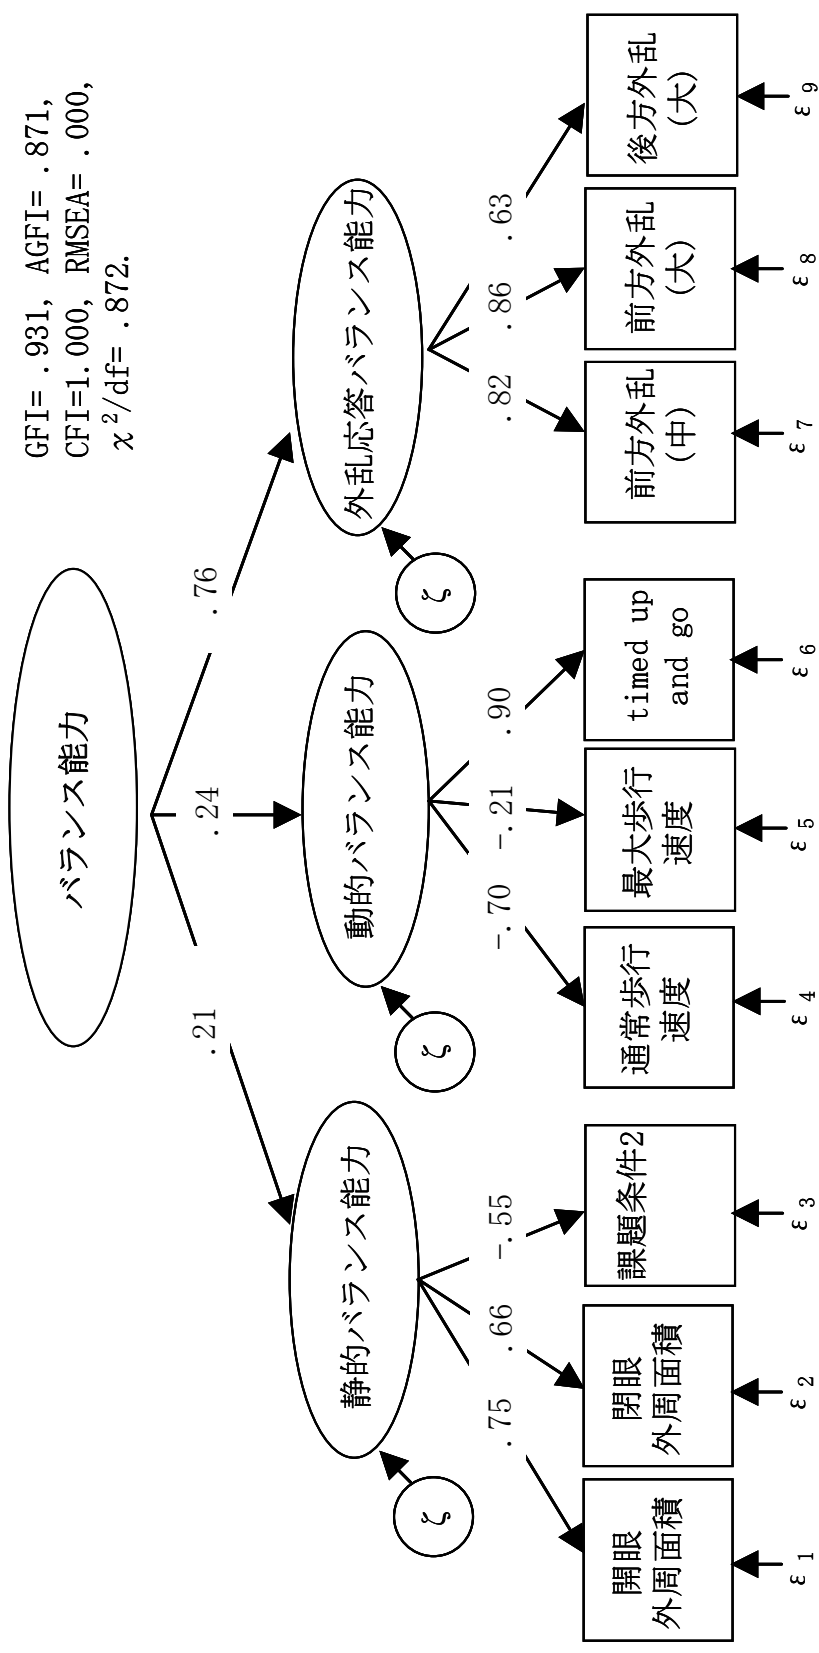 GFI= .931, AGFI= .871,
CFI=1.000, RMSEA= .000,
χ²/df= .872.
バランス能力
.21
.24
.76
静的バランス能力
動的バランス能力
外乱応答バランス能力
ζ
ζ
ζ
.75
.66
-.55
-.70
-.21
.90
.82
.86
.63
開眼
外周面積
閉眼
外周面積
課題条件2
通常歩行
速度
最大歩行
速度
timed up
and go
前方外乱
(中)
前方外乱
(大)
後方外乱
(大)
ε1
ε2
ε3
ε4
ε5
ε6
ε7
ε8
ε9